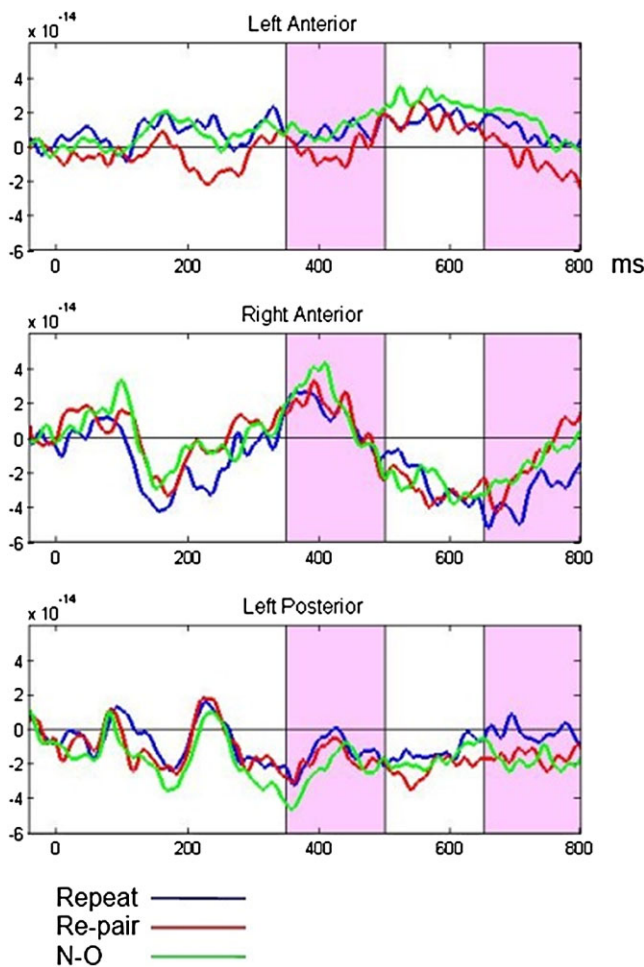 Left Anterior
x 10-14
4
2
0
-2
-4
-6
0 200 400 600 800 ms
Right Anterior
x 10-14
4
2
0
-2
-4
-6
0 200 400 600 800
Left Posterior
x 10-14
4
2
0
-2
-4
-6
0 200 400 600 800
Repeat
Re-pair
N-O